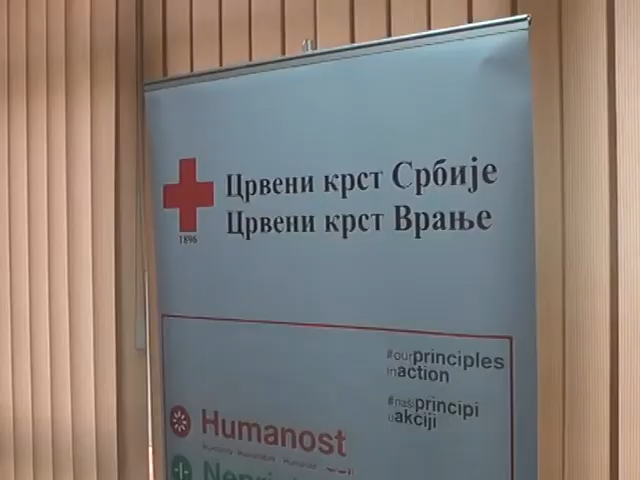 Црвени крст Србије
Црвени крст Врање
1896
#ourprinciples
inaction
#našiprincipi
uakciji
Humanost